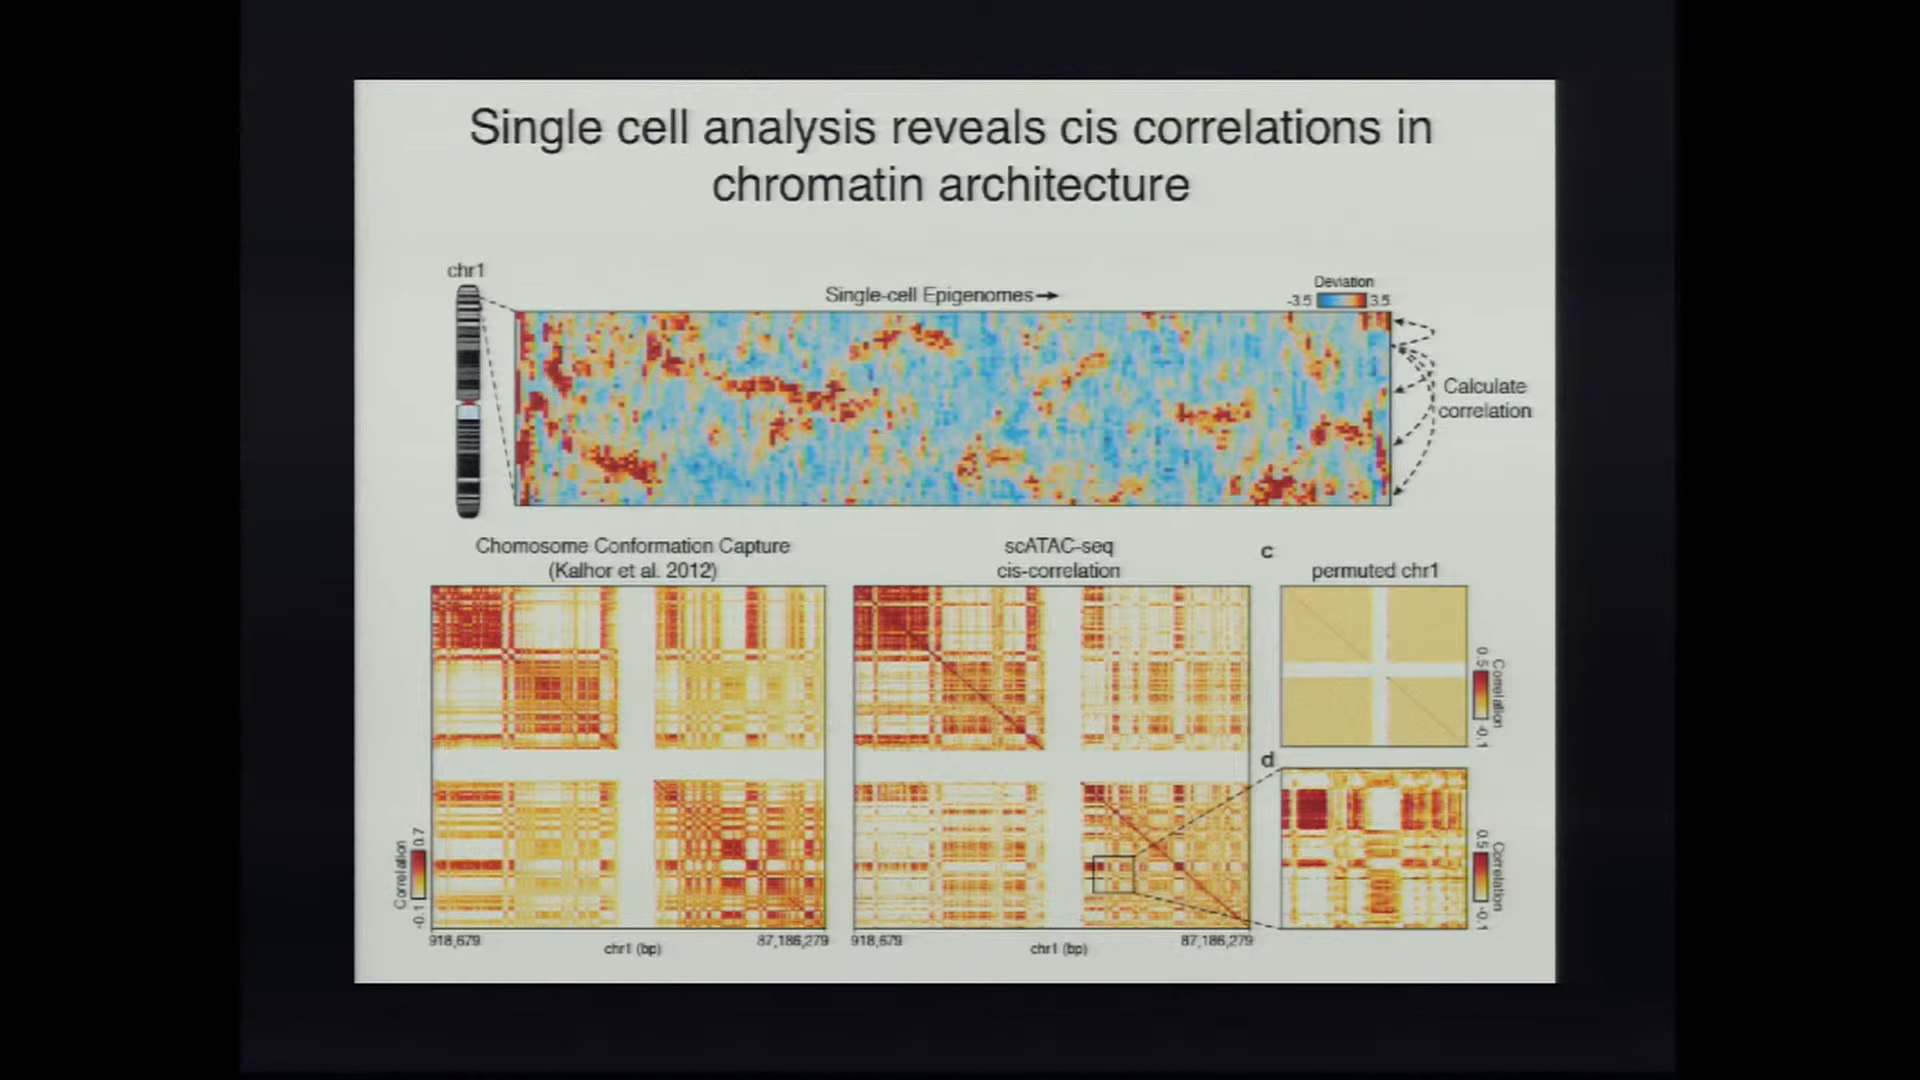 Single cell analysis reveals cis correlations in
chromatin architecture
chr1
Single-cell Epigenomes
Deviation
-3.5 3.5
Calculate
correlation
Chomosome Conformation Capture
(Kalhor et al. 2012)
scATAC-seq
cis-correlation
c
permuted chr1
0.5
Correlation
-0.1
d
0.5
Correlation
-0.1
0.7
Correlation
-0.1
918,679
chr1 (bp)
87,186,279
918,679
chr1 (bp)
87,186,279